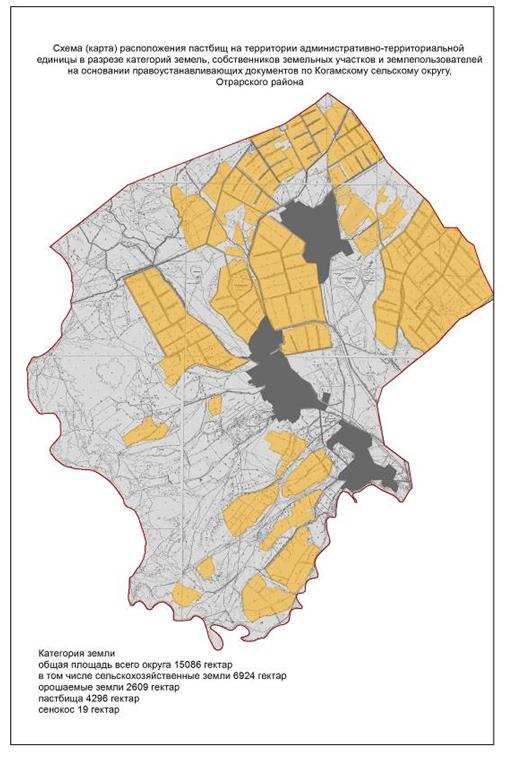 Схема (карта) расположения пастбищ на территории административно-территориальной
единицы в разрезе категорий земель, собственников земельных участков и землепользователей
на основании правоустанавливающих документов по Когамскому сельскому округу,
Отрарского района
Категория земли
общая площадь всего округа 15086 гектар
в том числе сельскохозяйственные земли 6924 гектар
орошаемые земли 2609 гектар
пастбища 4296 гектар
сенокос 19 гектар